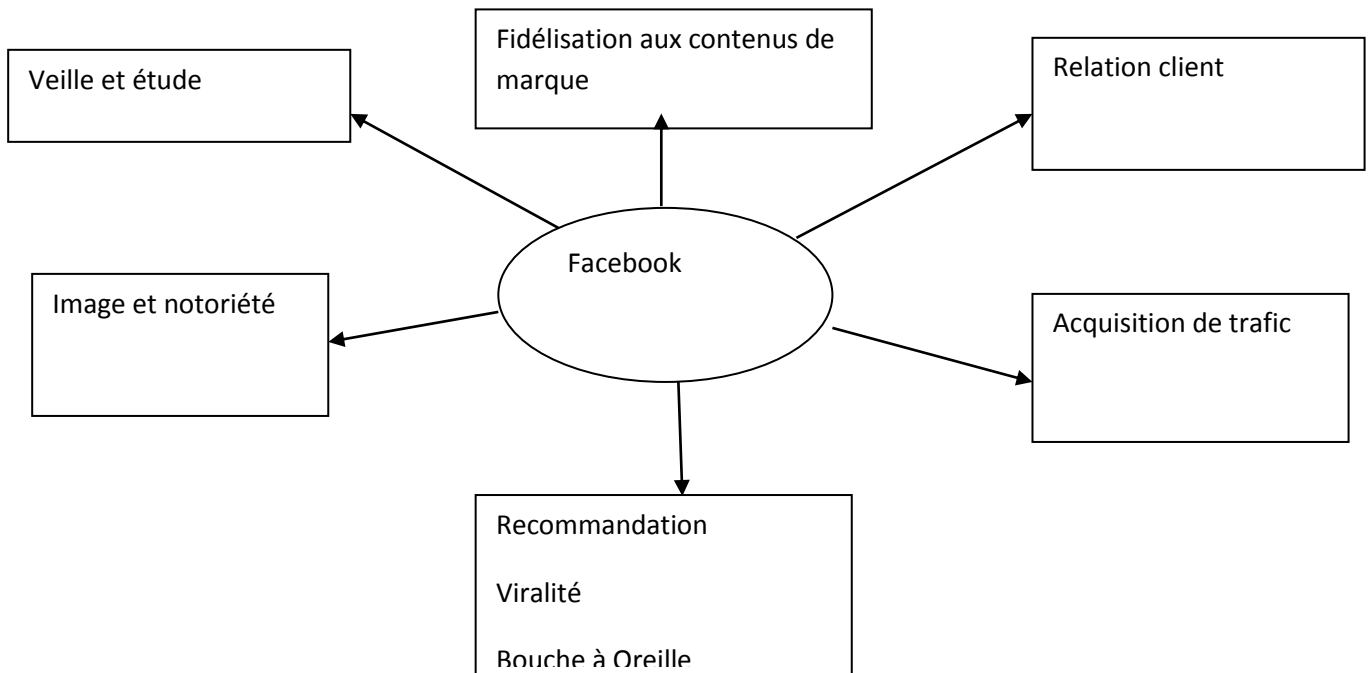 Fidélisation aux contenus de
marque
Veille et étude
Relation client
Facebook
Image et notoriété
Acquisition de trafic
Recommandation
Viralité
Bouche à Oreille